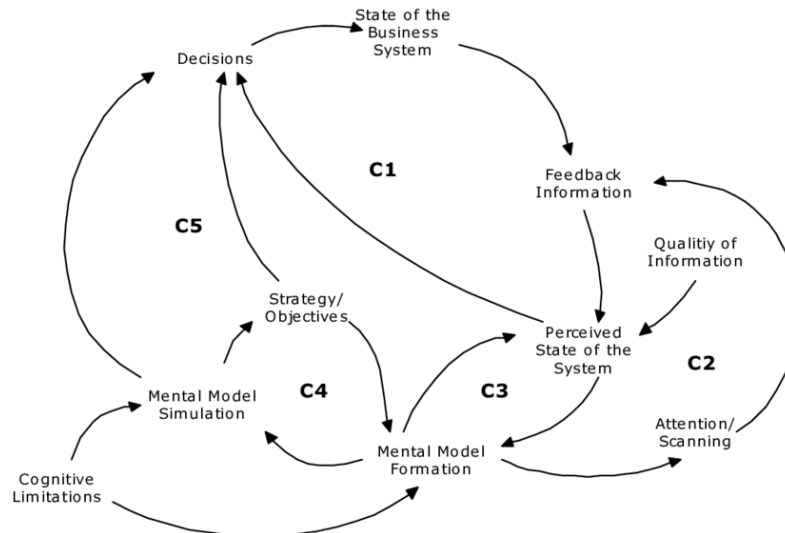 State of the
Business
System
Decisions
C1
Feedback
Information
C5
Qualitiy of
Information
Strategy/
Objectives
Perceived
State of the
System
C2
C4
C3
Mental Model
Simulation
Attention/
Scanning
Mental Model
Formation
Cognitive
Limitations